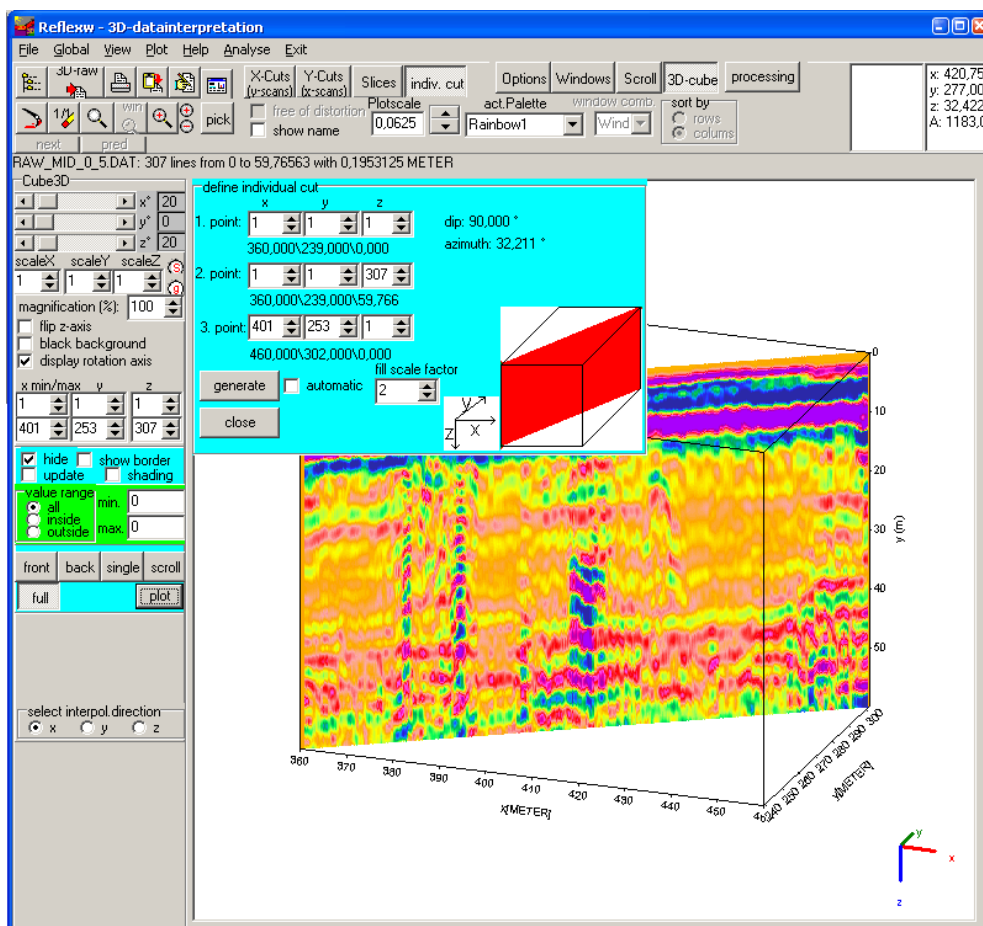 Reflexw - 3D-datainterpretation
File Global View Plot Help Analyse Exit
3D-raw
X-Cuts (y-scans) Y-Cuts (x-scans) Slices indiv. cut Options Windows Scroll 3D-cube processing
x: 420,75
y: 277,00
z: 32,422
A: 1183,0
free of distortion Plotscale act.Palette window comb. sort by
win pick show name 0,0625 Rainbow1 Wind rows
colums
next pred
RAW_MID_0_5.DAT: 307 lines from 0 to 59,76563 with 0,1953125 METER
Cube3D
x° 20
y° 0
z° 20
scaleX scaleY scaleZ
1 1 1
magnification (%): 100
flip z-axis
black background
display rotation axis
x min/max y z
1 1 1
401 253 307
hide show border
update shading
value range
all min. 0
inside
outside max. 0
front back single scroll
full plot
select interpol.direction
x y z
define individual cut
x y z
1. point: 1 1 1 dip: 90,000 °
360,000\239,000\0,000 azimuth: 32,211 °
2. point: 1 1 307
360,000\239,000\59,766
3. point: 401 253 1
460,000\302,000\0,000
fill scale factor
generate automatic 2
close
y
X
Z
0
10
20
30
50
y (m)
360 370 380 390 400 410 420 430 440 450
X[METER]
240 250 260 270 280 290 300
Y[METER]
y
x
z